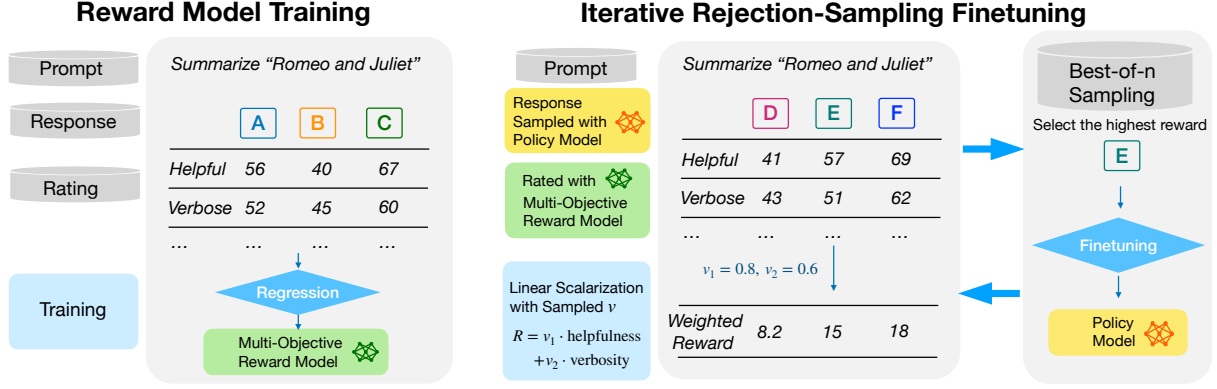 Reward Model Training
Prompt
Response
Rating
Training
Summarize “Romeo and Juliet”
A B C
Helpful 56 40 67
Verbose 52 45 60
... ... ... ...
Regression
Multi-Objective
Reward Model
Iterative Rejection-Sampling Finetuning
Prompt
Response
Sampled with
Policy Model
Rated with
Multi-Objective
Reward Model
Linear Scalarization
with Sampled v
R = v₁ · helpfulness
+v₂ · verbosity
Summarize “Romeo and Juliet”
D E F
Helpful 41 57 69
Verbose 43 51 62
... ... ... ...
v₁ = 0.8, v₂ = 0.6
Weighted
Reward 8.2 15 18
Best-of-n
Sampling
Select the highest reward
E
Finetuning
Policy
Model